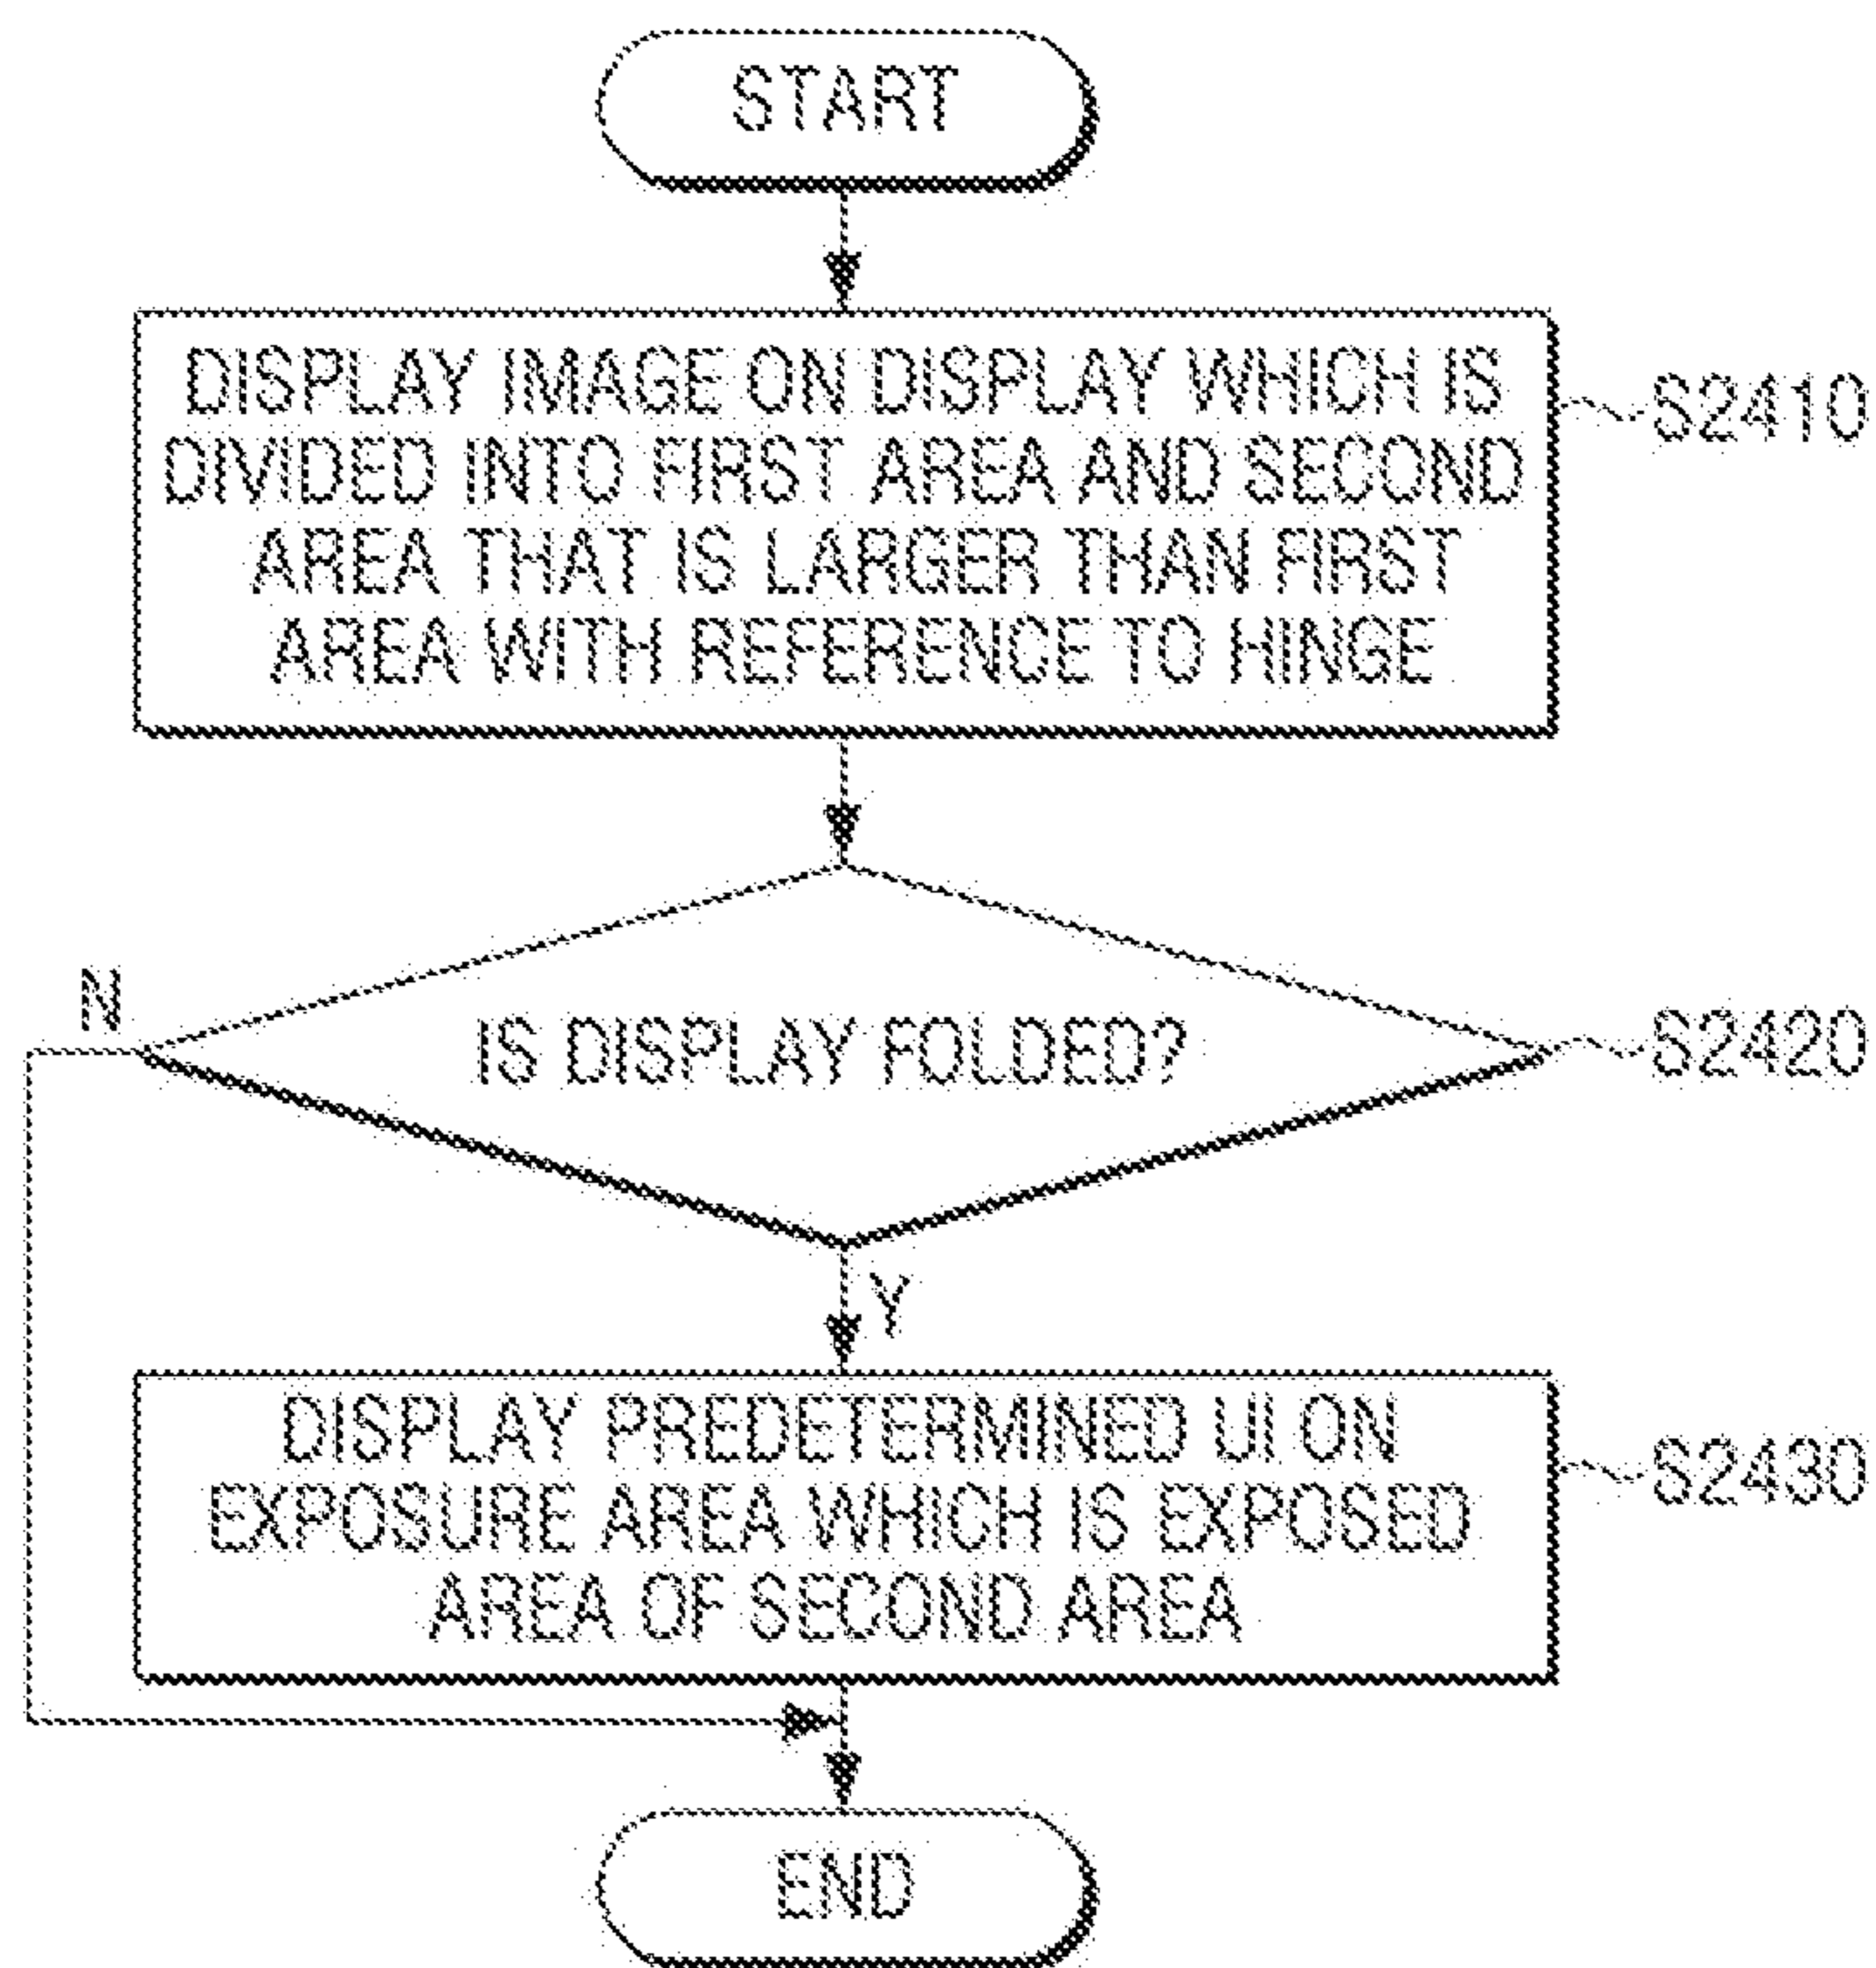 START
DISPLAY IMAGE ON DISPLAY WHICH IS
DIVIDED INTO FIRST AREA AND SECOND
AREA THAT IS LARGER THAN FIRST
AREA WITH REFERENCE TO HINGE
S2410
N
IS DISPLAY FOLDED?
S2420
Y
DISPLAY PREDETERMINED UI ON
EXPOSURE AREA WHICH IS EXPOSED
AREA OF SECOND AREA
S2430
END